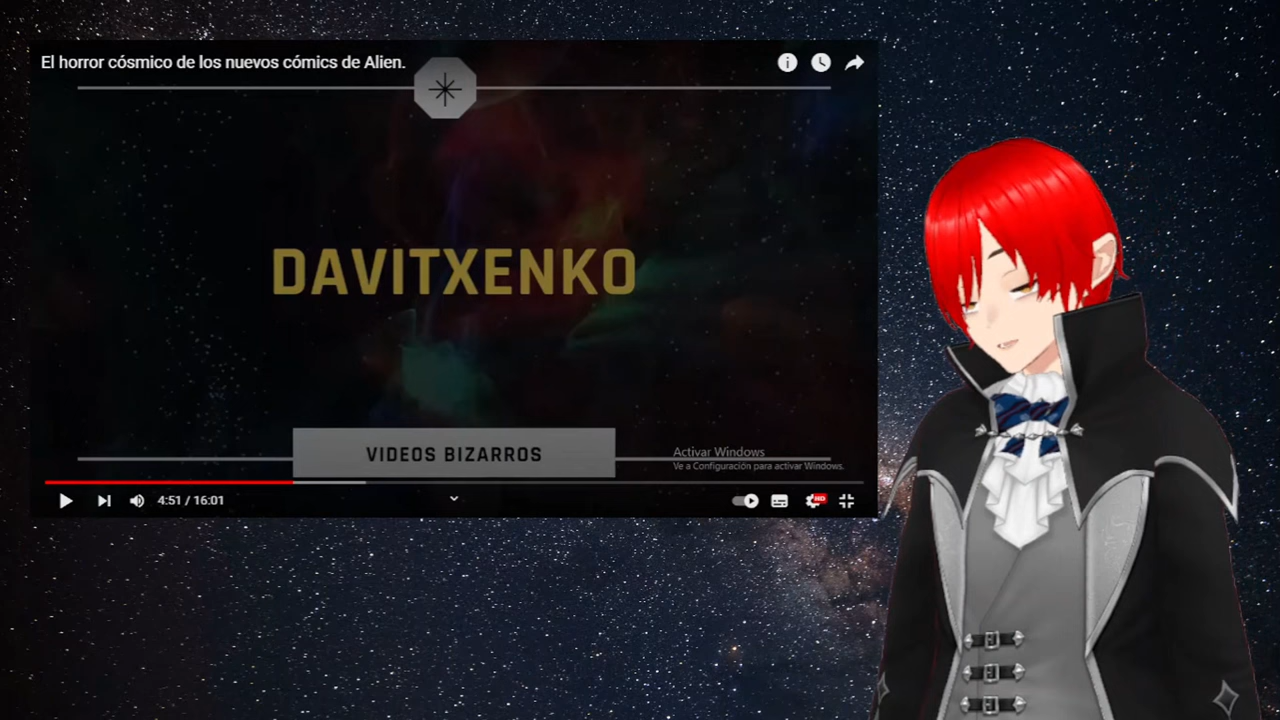 El horror cósmico de los nuevos cómics de Alien.
DAVITXENKO
VIDEOS BIZARROS
Activar Windows
Ve a Configuración para activar Windows.
4:51 / 16:01
HD